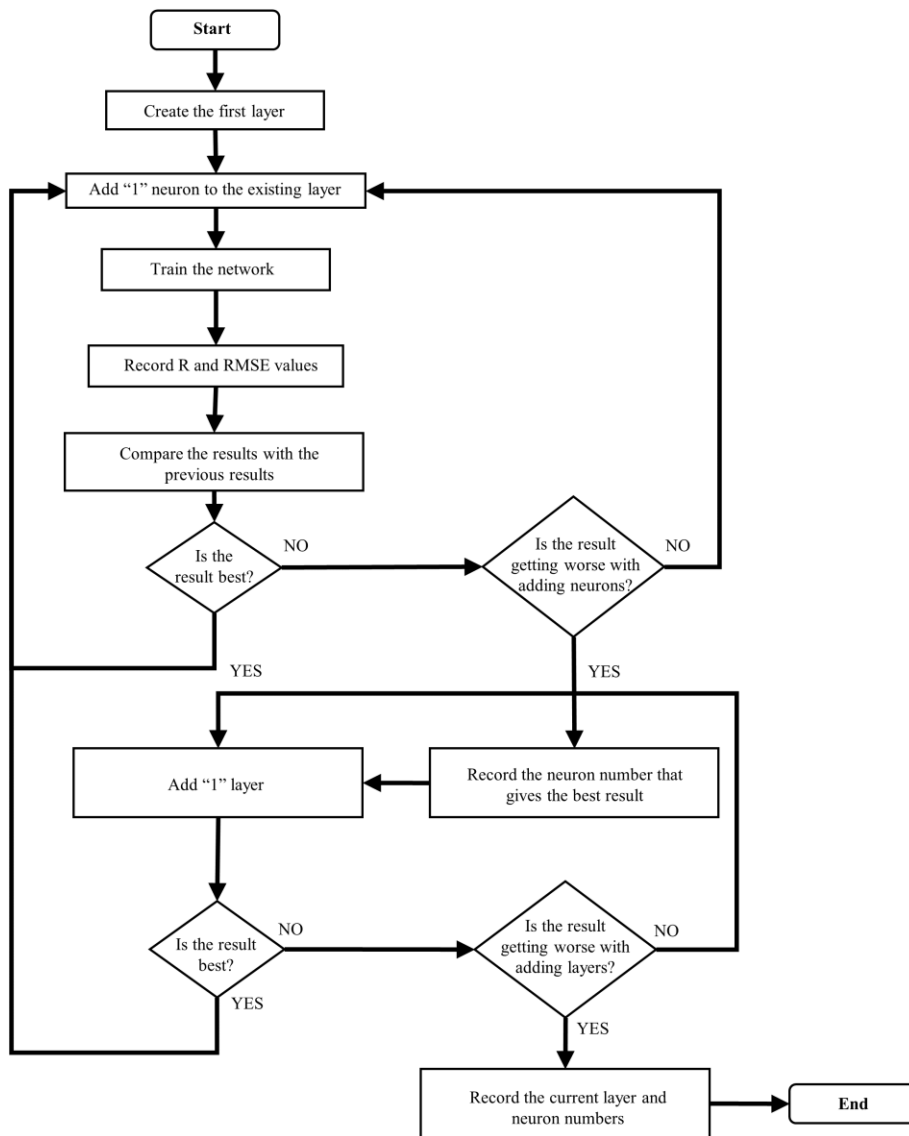 Start
Create the first layer
Add “1” neuron to the existing layer
Train the network
Record R and RMSE values
Compare the results with the
previous results
Is the
result best?
NO
Is the result
getting worse with
adding neurons?
NO
YES
YES
Add “1” layer
Record the neuron number that
gives the best result
Is the result
best?
NO
YES
Is the result
getting worse with
adding layers?
NO
YES
Record the current layer and
neuron numbers
End